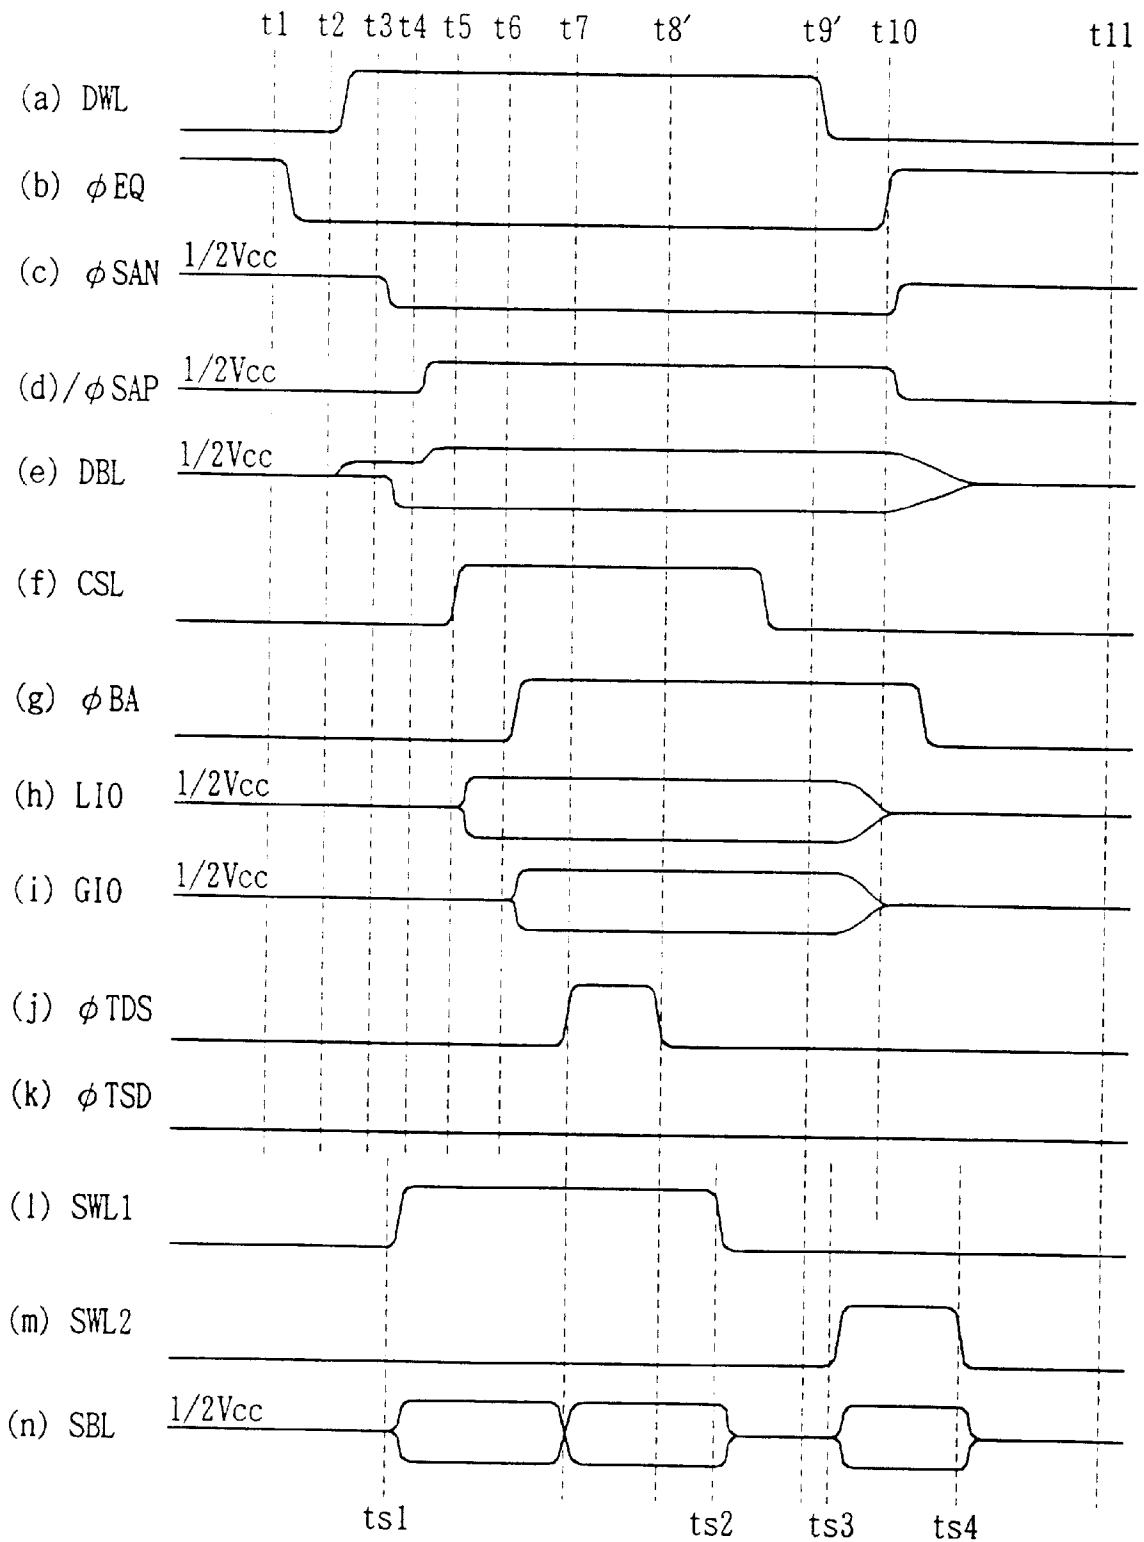 t1 t2 t3 t4 t5 t6 t7 t8′ t9′ t10 t11
(a) DWL
(b) φEQ
(c) φSAN 1/2Vcc
(d)/φSAP 1/2Vcc
(e) DBL 1/2Vcc
(f) CSL
(g) φBA
(h) LIO 1/2Vcc
(i) GIO 1/2Vcc
(j) φTDS
(k) φTSD
(l) SWL1
(m) SWL2
(n) SBL 1/2Vcc
ts1 ts2 ts3 ts4